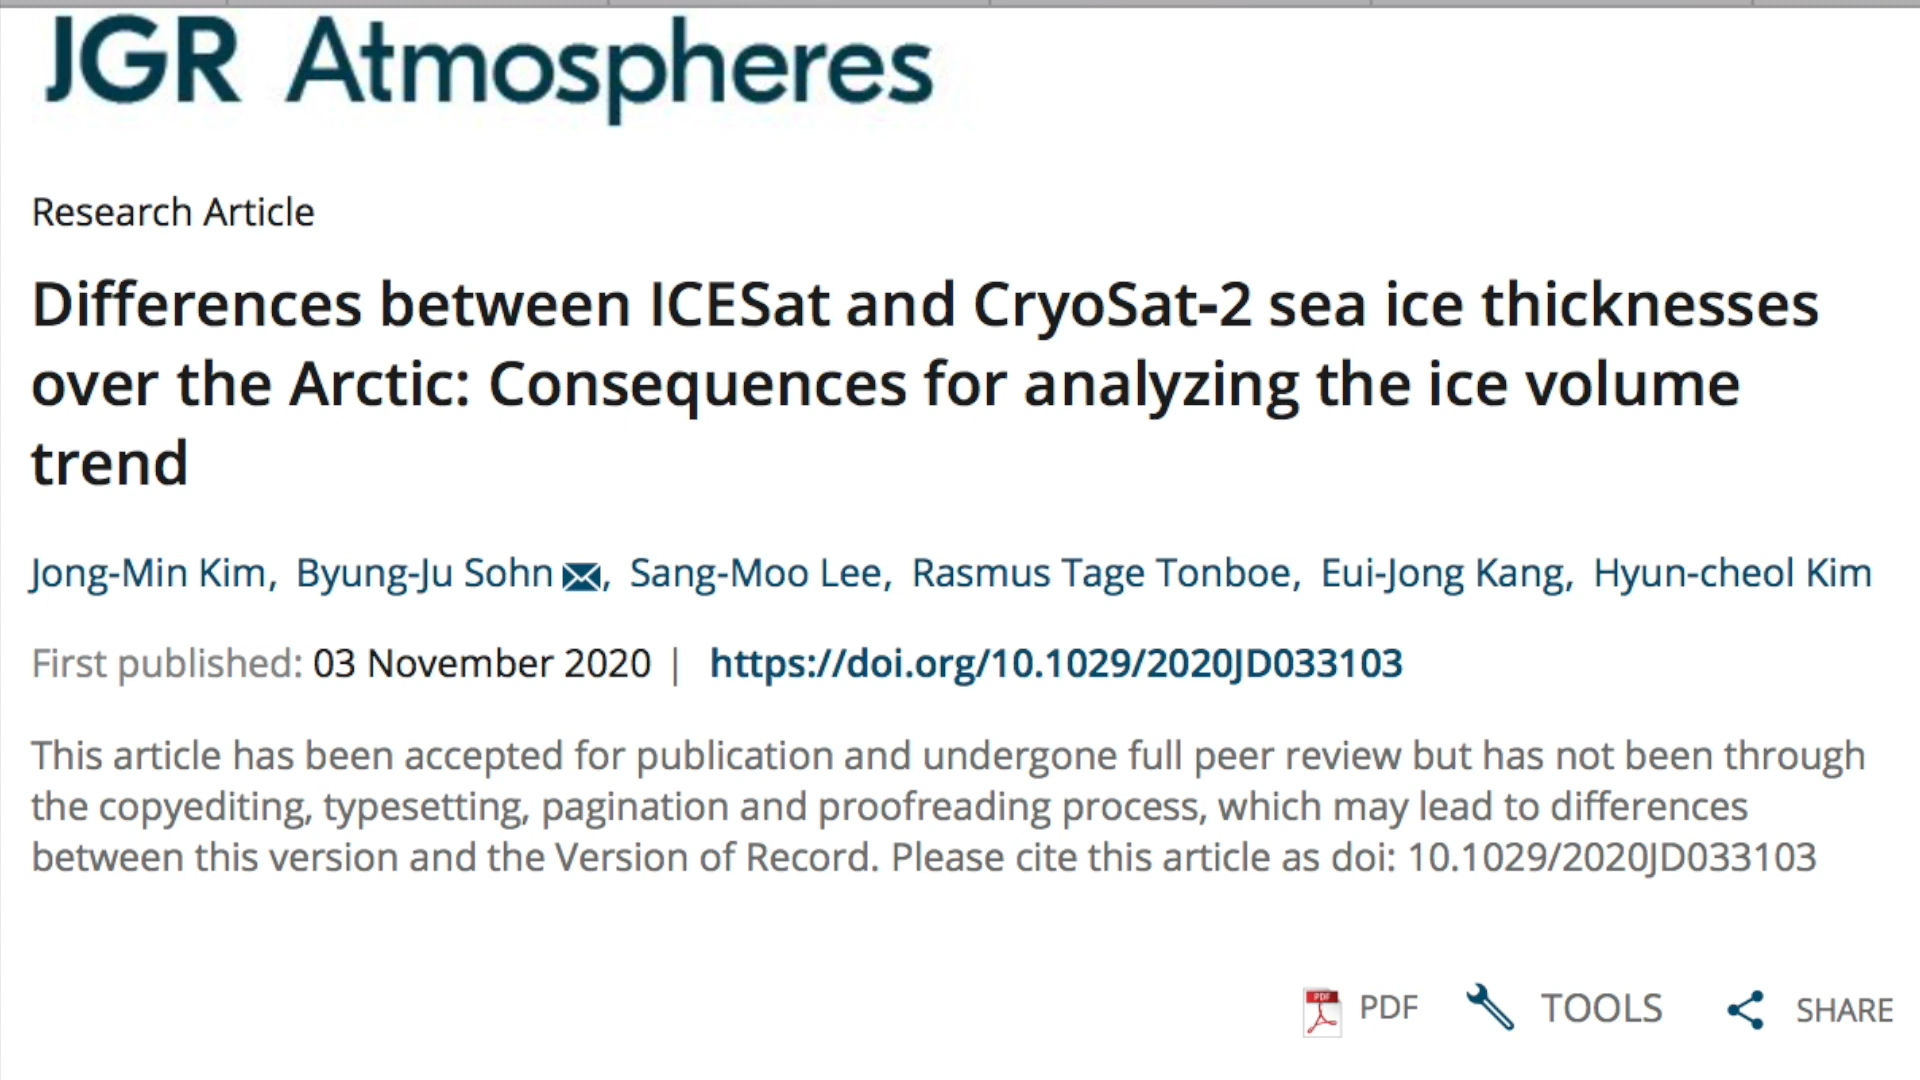 JGR Atmospheres
Research Article
Differences between ICESat and CryoSat-2 sea ice thicknesses
over the Arctic: Consequences for analyzing the ice volume
trend
Jong-Min Kim, Byung-Ju Sohn, Sang-Moo Lee, Rasmus Tage Tonboe, Eui-Jong Kang, Hyun-cheol Kim
First published: 03 November 2020 | https://doi.org/10.1029/2020JD033103
This article has been accepted for publication and undergone full peer review but has not been through
the copyediting, typesetting, pagination and proofreading process, which may lead to differences
between this version and the Version of Record. Please cite this article as doi: 10.1029/2020JD033103
PDF PDF TOOLS SHARE